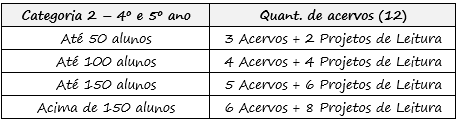 Categoria 2 – 4º e 5º ano Quant. de acervos (12)
Até 50 alunos 3 Acervos + 2 Projetos de Leitura
Até 100 alunos 4 Acervos + 4 Projetos de Leitura
Até 150 alunos 5 Acervos + 6 Projetos de Leitura
Acima de 150 alunos 6 Acervos + 8 Projetos de Leitura